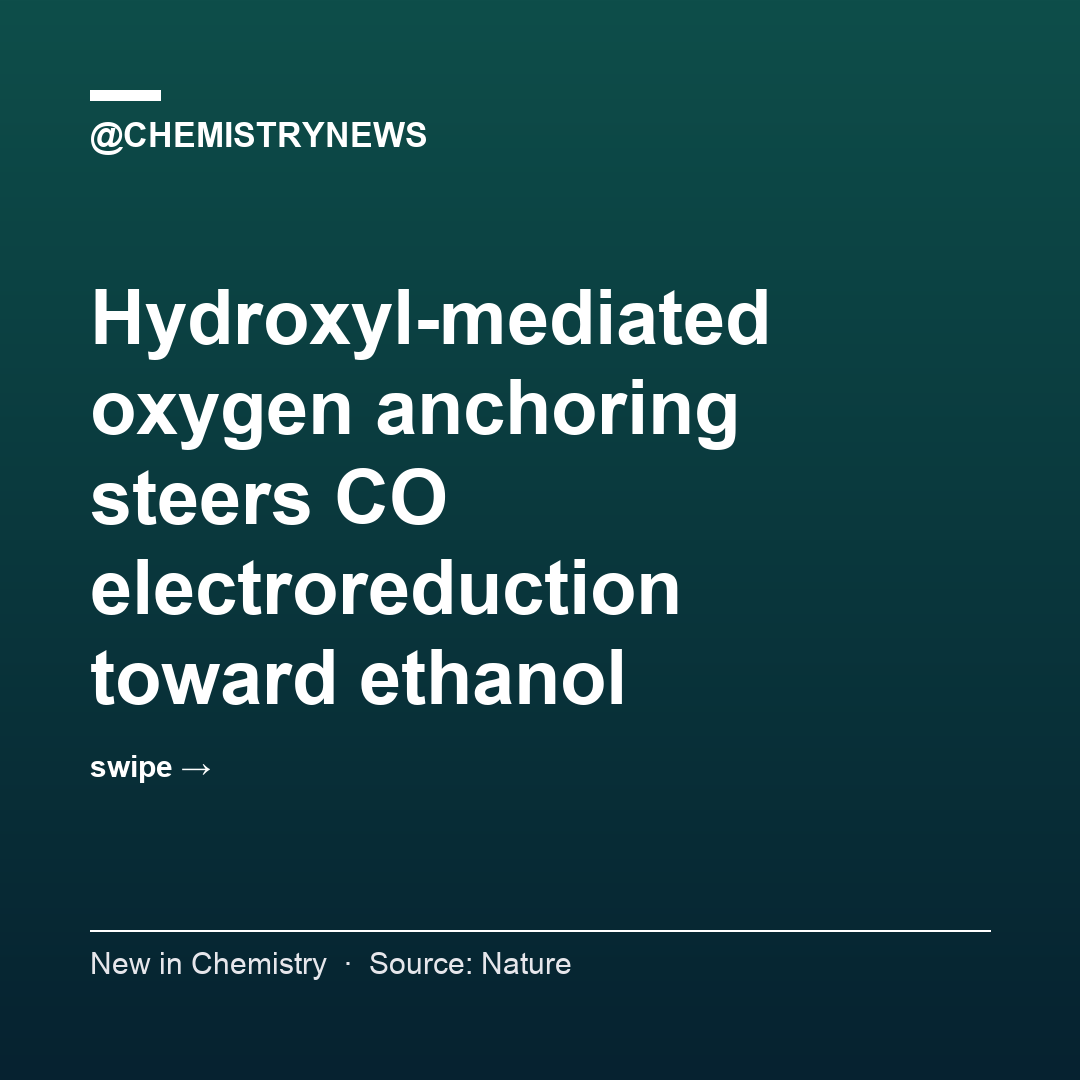 @CHEMISTRYNEWS
Hydroxyl-mediated
oxygen anchoring
steers CO
electroreduction
toward ethanol
swipe →
New in Chemistry · Source: Nature